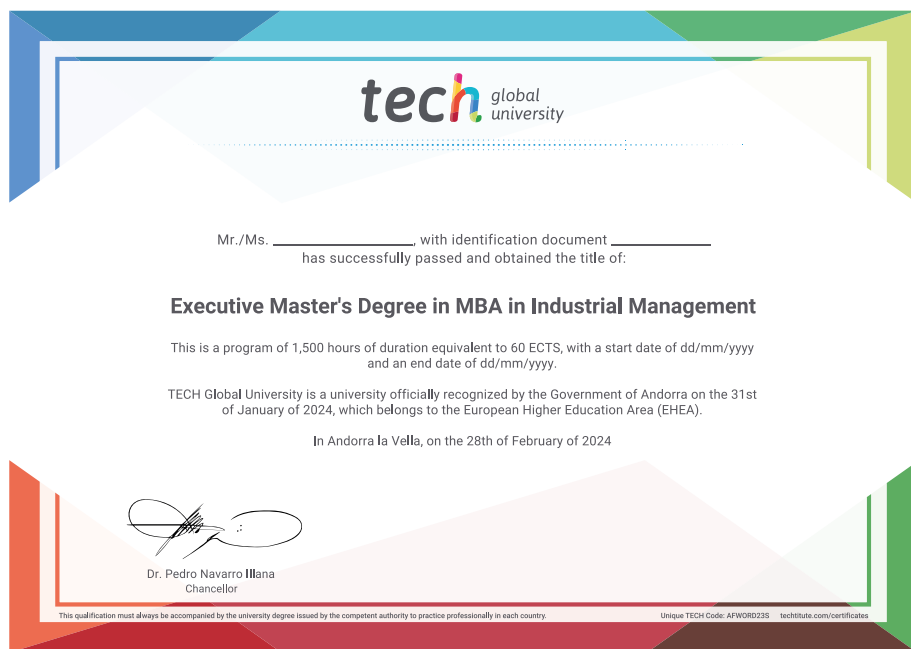 tech global university
Mr./Ms. ____________________, with identification document ______________
has successfully passed and obtained the title of:
Executive Master's Degree in MBA in Industrial Management
This is a program of 1,500 hours of duration equivalent to 60 ECTS, with a start date of dd/mm/yyyy
and an end date of dd/mm/yyyy.
TECH Global University is a university officially recognized by the Government of Andorra on the 31st
of January of 2024, which belongs to the European Higher Education Area (EHEA).
In Andorra la Vella, on the 28th of February of 2024
Dr. Pedro Navarro Illana
Chancellor
This qualification must always be accompanied by the university degree issued by the competent authority to practice professionally in each country.
Unique TECH Code: AFWORD23S techtitute.com/certificates